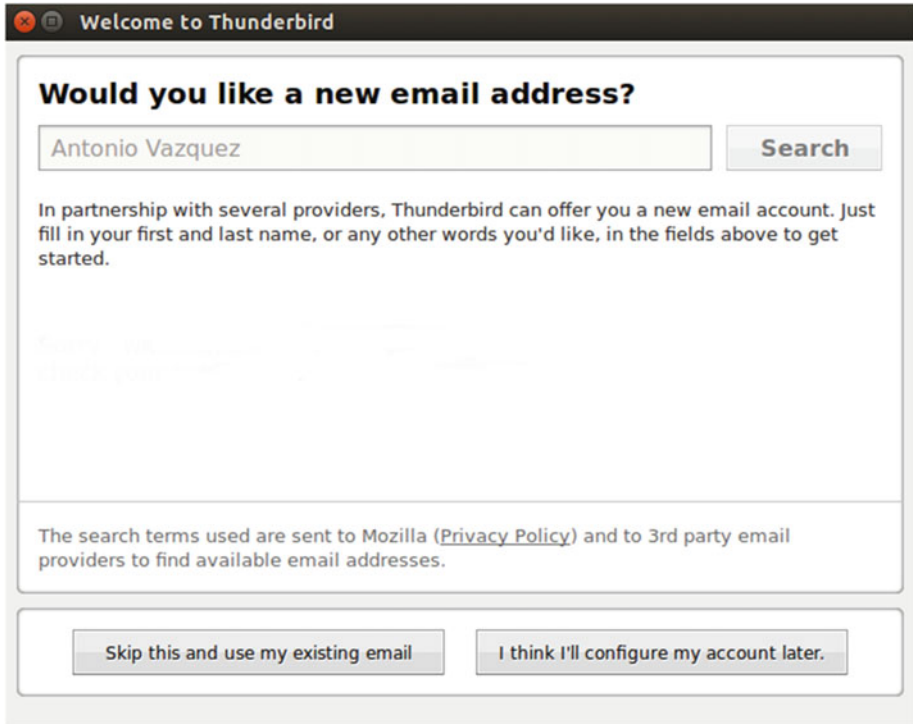 Welcome to Thunderbird
Would you like a new email address?
Antonio Vazquez
Search
In partnership with several providers, Thunderbird can offer you a new email account. Just
fill in your first and last name, or any other words you'd like, in the fields above to get
started.
The search terms used are sent to Mozilla (Privacy Policy) and to 3rd party email
providers to find available email addresses.
Skip this and use my existing email
I think I'll configure my account later.